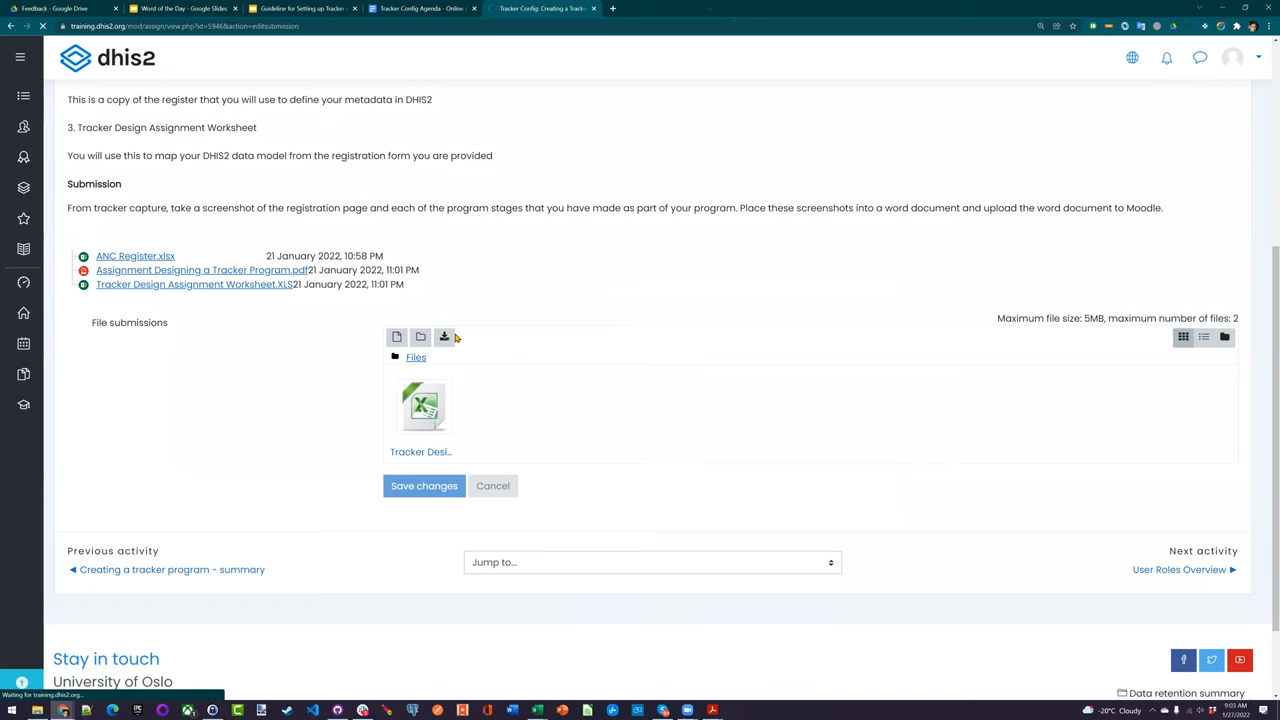 Feedback - Google Drive
Word of the Day - Google Slides
Guideline for Setting up Tracker
Tracker Config Agenda - Online
Tracker Config: Creating a Track
training.dhis2.org/mod/assign/view.php?id=5946&action=editsubmission
dhis2
This is a copy of the register that you will use to define your metadata in DHIS2
3. Tracker Design Assignment Worksheet
You will use this to map your DHIS2 data model from the registration form you are provided
Submission
From tracker capture, take a screenshot of the registration page and each of the program stages that you have made as part of your program. Place these screenshots into a word document and upload the word document to Moodle.
ANC Register.xlsx 21 January 2022, 10:58 PM
Assignment Designing a Tracker Program.pdf 21 January 2022, 11:01 PM
Tracker Design Assignment Worksheet.XLS 21 January 2022, 11:01 PM
File submissions
Maximum file size: 5MB, maximum number of files: 2
Files
Tracker Desi...
Save changes Cancel
Previous activity
Next activity
◄ Creating a tracker program - summary
Jump to...
User Roles Overview ►
Stay in touch
University of Oslo
Data retention summary
Waiting for training.dhis2.org...
-20°C Cloudy
9:03 AM
1/27/2022